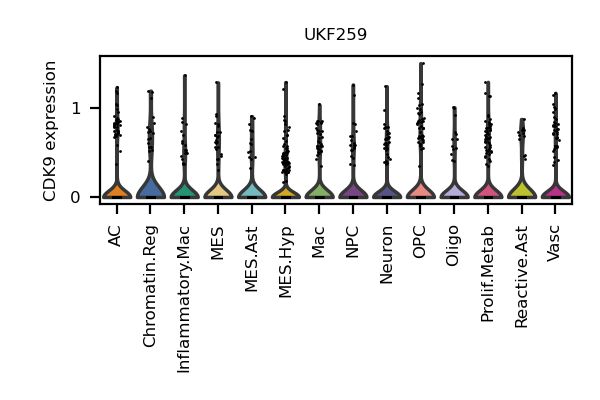 UKF259
CDK9 expression
1
0
AC
Chromatin.Reg
Inflammatory.Mac
MES
MES.Ast
MES.Hyp
Mac
NPC
Neuron
OPC
Oligo
Prolif.Metab
Reactive.Ast
Vasc